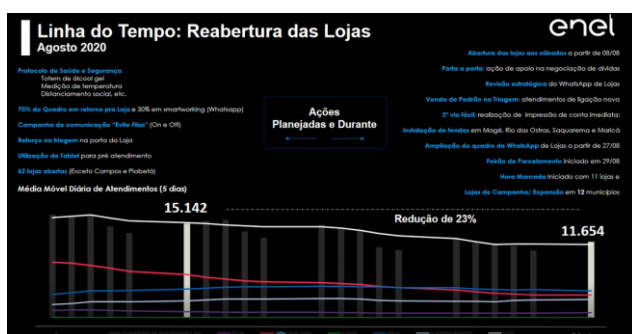 Linha do Tempo: Reabertura das Lojas
Agosto 2020
enel
Protocolo de Saúde e Segurança
Totem de álcool gel
Medição de temperatura
Distanciamento social, etc.
70% do Quadro em retorno pra Loja e 30% em smartworking (Whatsapp)
Campanha de comunicação "Evite Filas" (On e Off)
Reforço na triagem na porta da Loja
Utilização de Tablet para pré atendimento
62 lojas abertas (Exceto Campos e Piabetá)
Ações
Planejadas e Durante
Abertura das lojas aos sábados a partir de 08/08
Porta a porta: ação de apoio na negociação de dívidas
Revisão estratégica do WhatsApp de Lojas
Venda de Padrão na Triagem: atendimentos de ligação nova
2ª via fácil: realização de impressão de conta imediata;
Instalação de tendas em Magé, Rio das Ostras, Saquarema e Maricá
Ampliação do quadro de WhatsApp de Lojas a partir de 27/08
Feirão de Parcelamento iniciado em 29/08
Hora Marcada iniciado com 11 lojas e
Lojas de Campanha/ Expansão em 12 municípios
Média Móvel Diária de Atendimentos (5 dias)
15.142
Redução de 23%
11.654